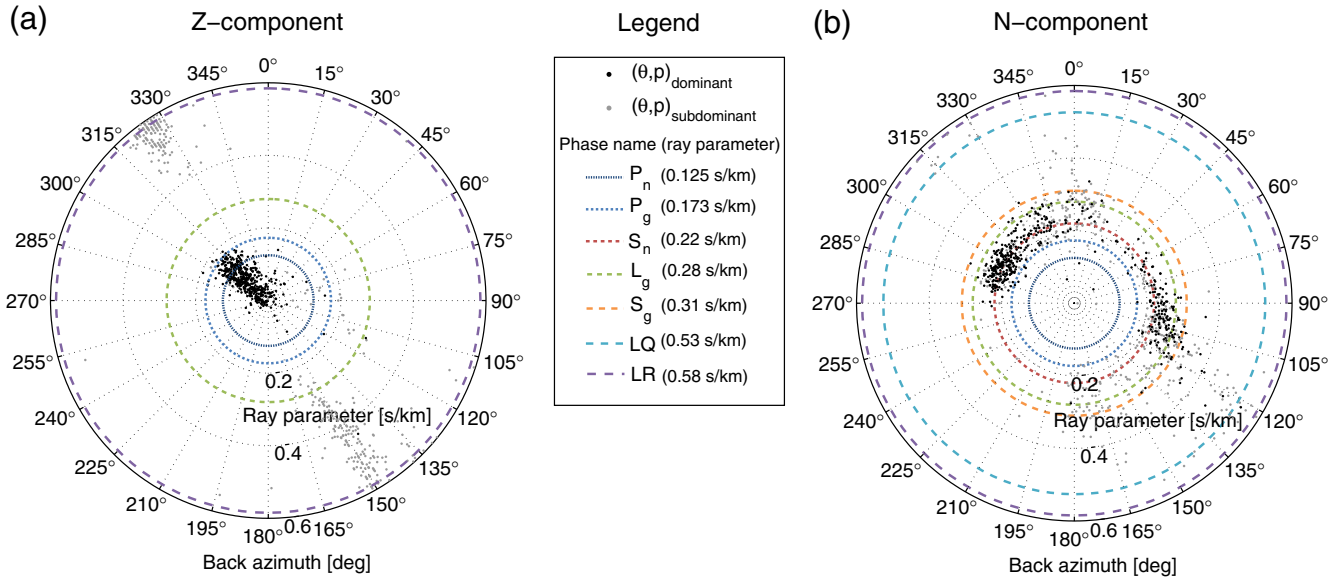 (a)
Z−component
0°
15°
30°
45°
60°
75°
90°
105°
120°
135°
150°
165°
180°
195°
210°
225°
240°
255°
270°
285°
300°
315°
330°
345°
0.2
Ray parameter [s/km]
0.4
0.6
Back azimuth [deg]
Legend
(θ,p)dominant
(θ,p)subdominant
Phase name (ray parameter)
Pn (0.125 s/km)
Pg (0.173 s/km)
Sn (0.22 s/km)
Lg (0.28 s/km)
Sg (0.31 s/km)
LQ (0.53 s/km)
LR (0.58 s/km)
(b)
N−component
0°
15°
30°
45°
60°
75°
90°
105°
120°
135°
150°
165°
180°
195°
210°
225°
240°
255°
270°
285°
300°
315°
330°
345°
0.2
Ray parameter [s/km]
0.4
0.6
Back azimuth [deg]